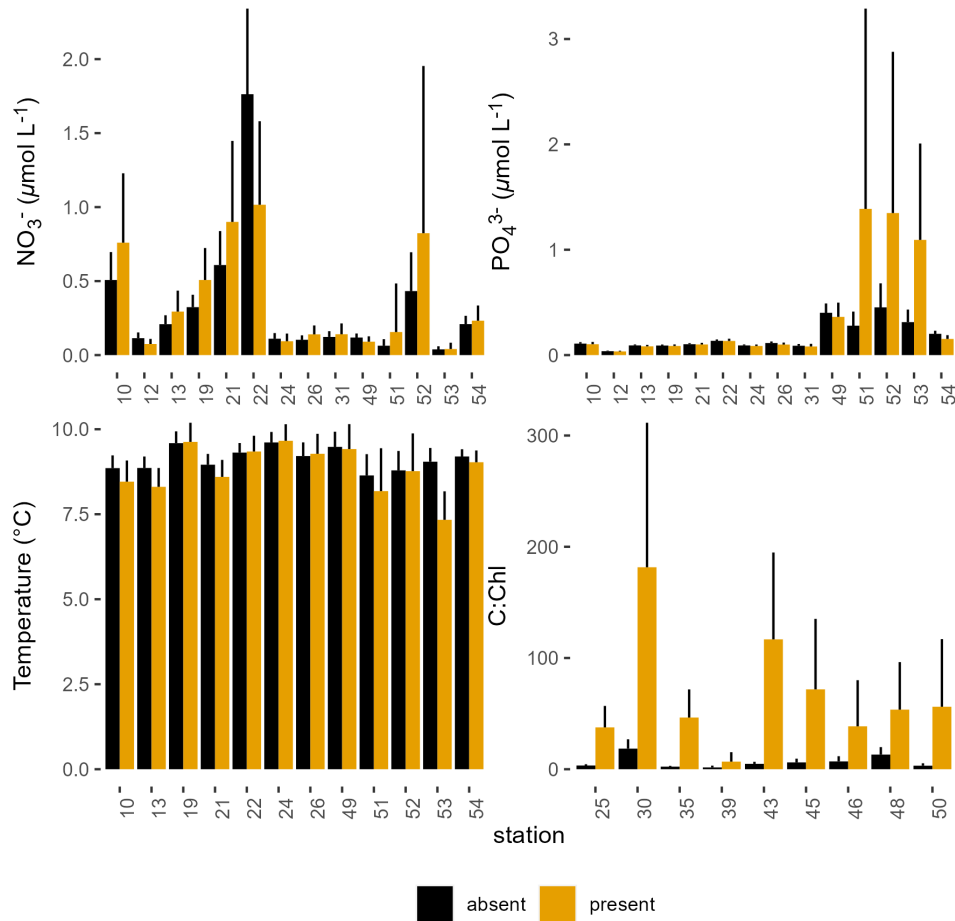 NO₃⁻ (µmol L⁻¹)
2.0
1.5
1.0
0.5
0.0
10 12 13 19 21 22 24 26 31 49 51 52 53 54
PO₄³⁻ (µmol L⁻¹)
3
2
1
0
10 12 13 19 21 22 24 26 31 49 51 52 53 54
Temperature (°C)
10.0
7.5
5.0
2.5
0.0
10 13 19 21 22 24 26 49 51 52 53 54
C:Chl
300
200
100
0
25 30 35 39 43 45 46 48 50
station
absent present